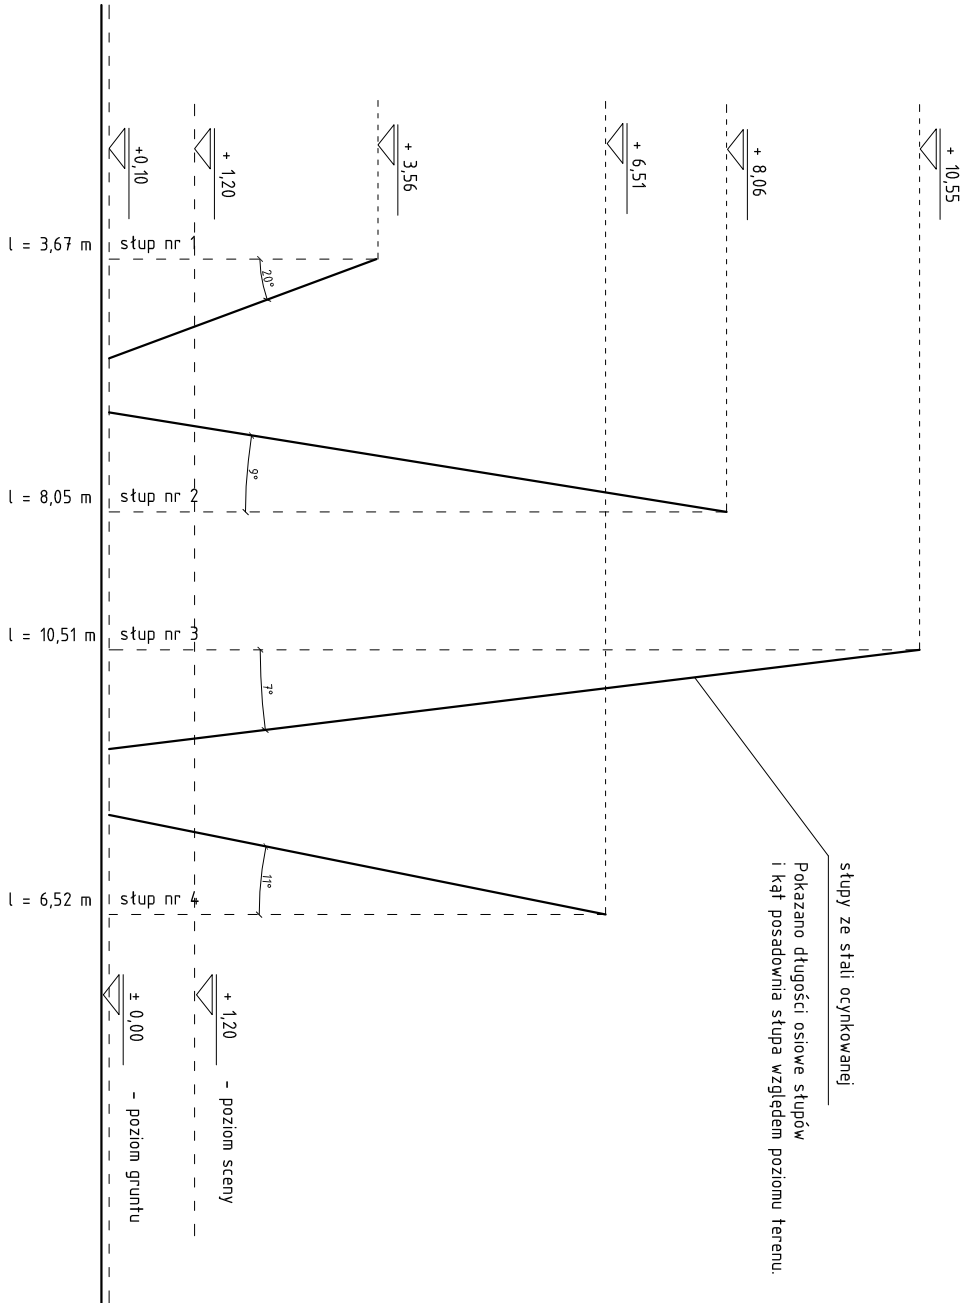 +0,10
+ 1,20
+ 3,56
+ 6,51
+ 8,06
+ 10,55
l = 3,67 m
słup nr 1
20°
l = 8,05 m
słup nr 2
9°
l = 10,51 m
słup nr 3
7°
l = 6,52 m
słup nr 4
11°
słupy ze stali ocynkowanej
Pokazano długości osiowe słupów
i kąt posadownia słupa względem poziomu terenu.
+ 1,20 - poziom sceny
± 0,00 - poziom gruntu